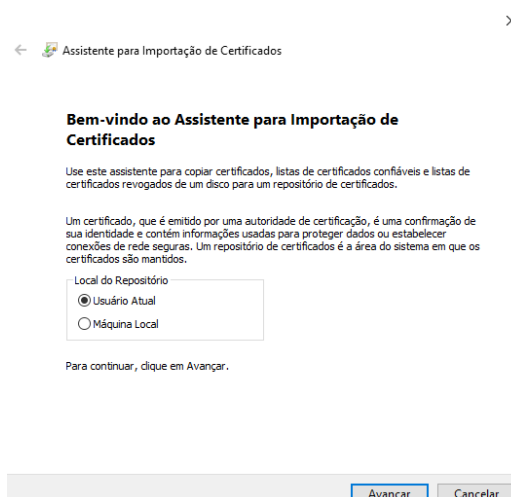 Assistente para Importação de Certificados
Bem-vindo ao Assistente para Importação de
Certificados
Use este assistente para copiar certificados, listas de certificados confiáveis e listas de
certificados revogados de um disco para um repositório de certificados.
Um certificado, que é emitido por uma autoridade de certificação, é uma confirmação de
sua identidade e contém informações usadas para proteger dados ou estabelecer
conexões de rede seguras. Um repositório de certificados é a área do sistema em que os
certificados são mantidos.
Local do Repositório
Usuário Atual
Máquina Local
Para continuar, clique em Avançar.
Avançar Cancelar